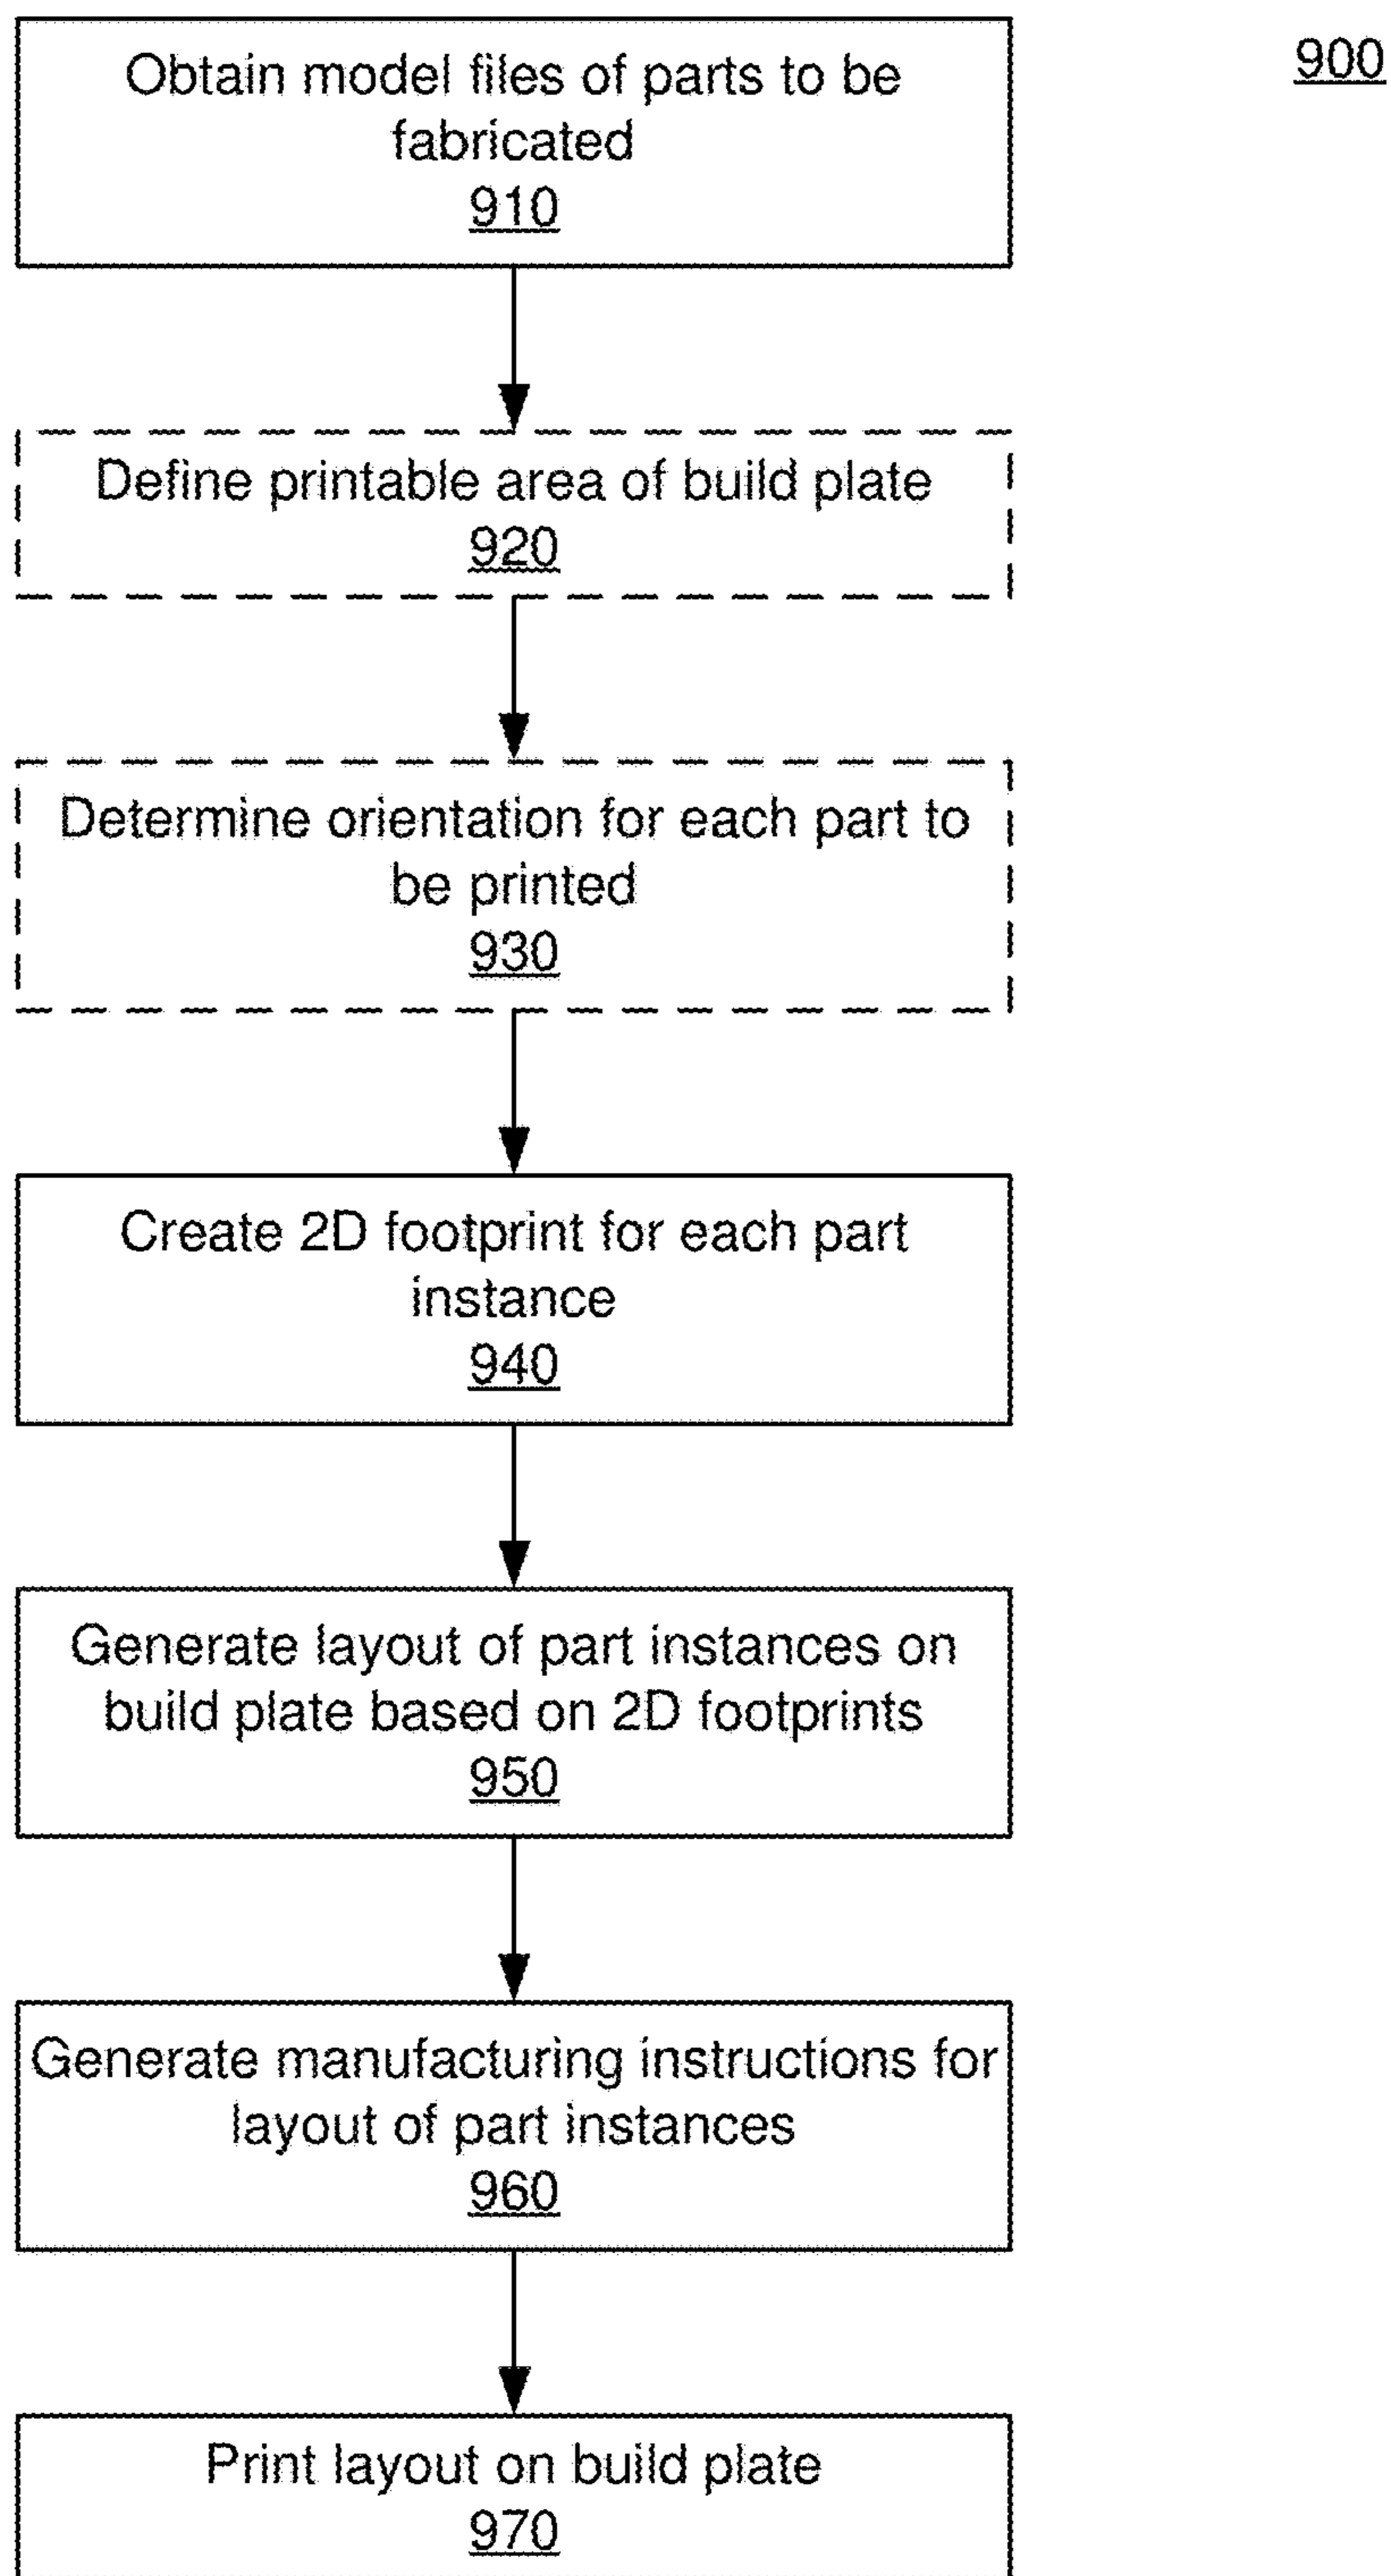 900
Obtain model files of parts to be
fabricated
910
Define printable area of build plate
920
Determine orientation for each part to
be printed
930
Create 2D footprint for each part
instance
940
Generate layout of part instances on
build plate based on 2D footprints
950
Generate manufacturing instructions for
layout of part instances
960
Print layout on build plate
970